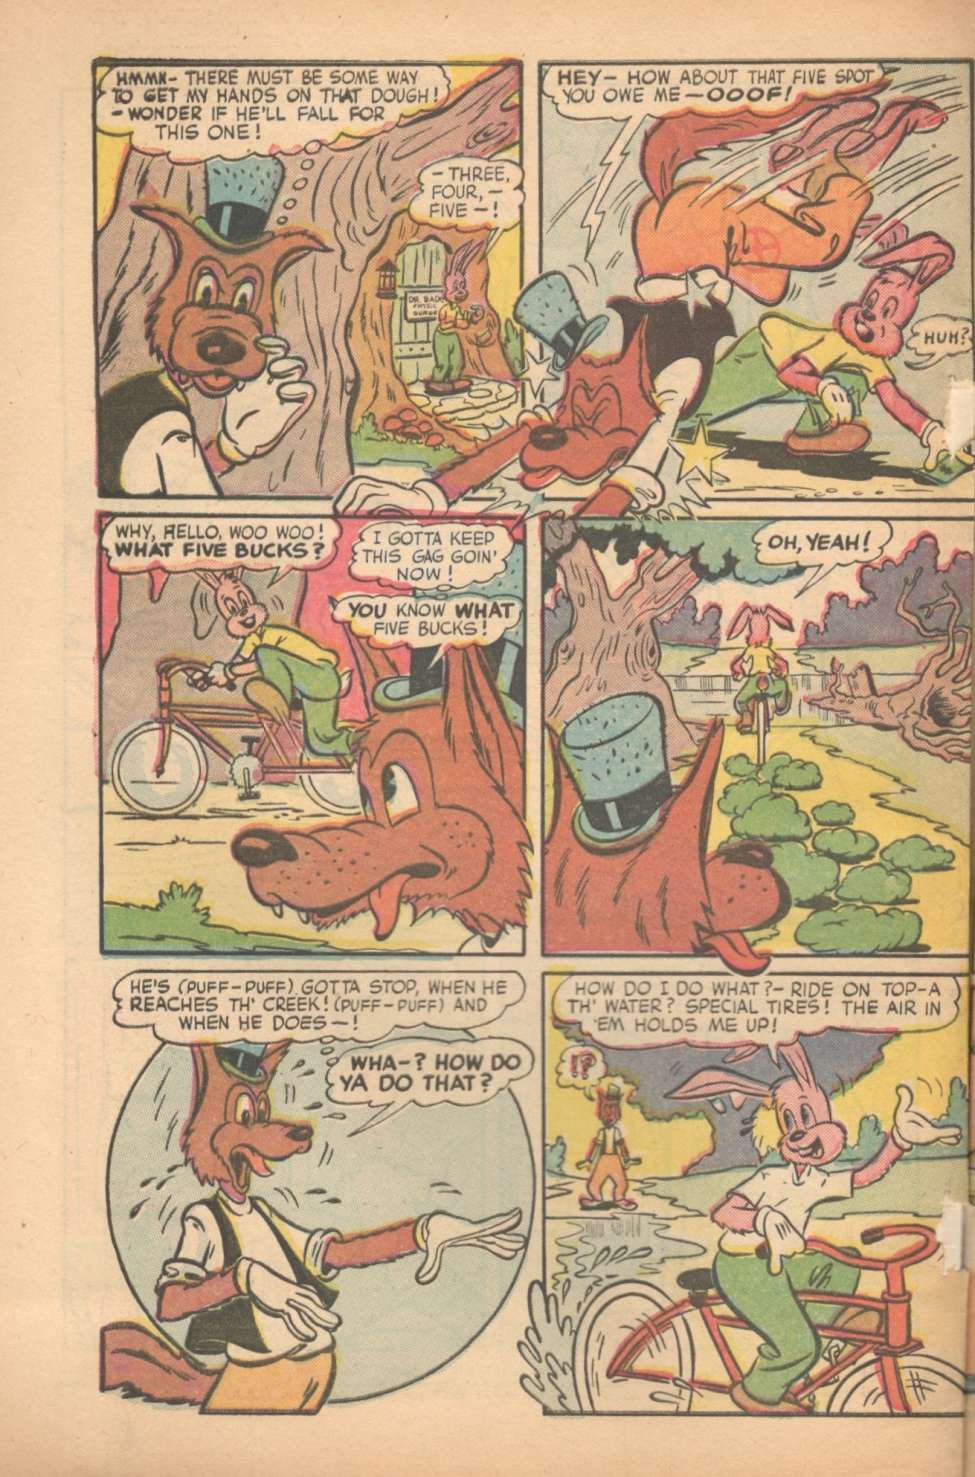 HMMM- THERE MUST BE SOME WAY
TO GET MY HANDS ON THAT DOUGH!
- WONDER IF HE'LL FALL FOR
THIS ONE!
- THREE,
FOUR, -
FIVE -!
DR. BADG
PHYSIC
SURGE
HEY- HOW ABOUT THAT FIVE SPOT
YOU OWE ME-OOOF!
HUH?
WHY, HELLO, WOO WOO!
WHAT FIVE BUCKS?
I GOTTA KEEP
THIS GAG GOIN'
NOW!
YOU KNOW WHAT
FIVE BUCKS!
OH, YEAH!
HE'S (PUFF-PUFF) GOTTA STOP, WHEN HE
REACHES TH' CREEK! (PUFF-PUFF) AND
WHEN HE DOES-!
WHA-? HOW DO
YA DO THAT?
HOW DO I DO WHAT?- RIDE ON TOP-A
TH' WATER? SPECIAL TIRES! THE AIR IN
'EM HOLDS ME UP!
!?